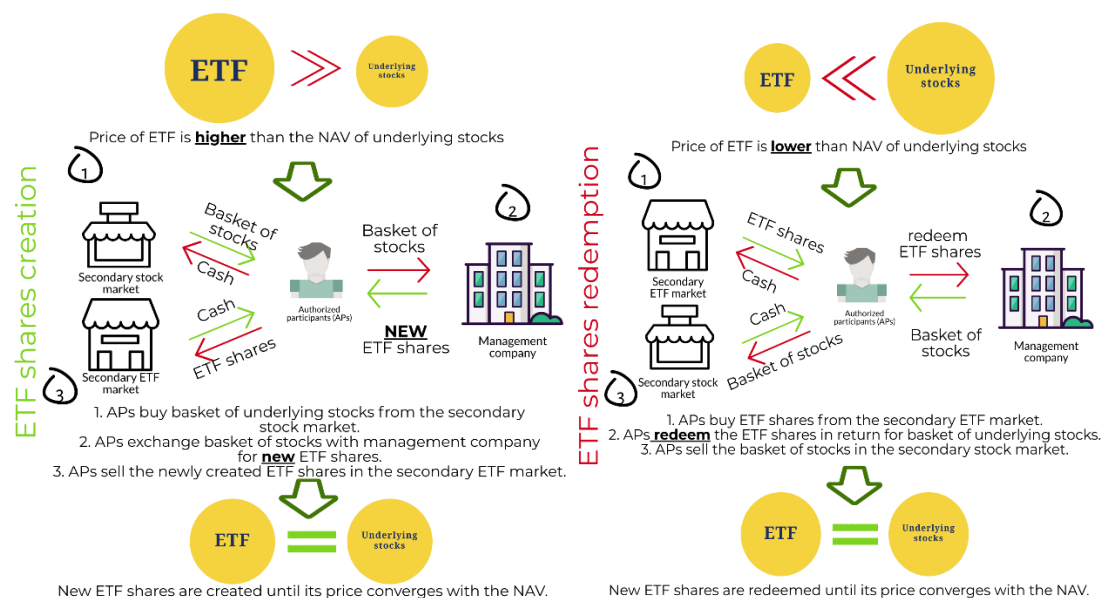 ETF
Underlying
stocks
Price of ETF is higher than the NAV of underlying stocks
ETF shares creation
1
Basket of
stocks
Cash
Secondary stock
market
Cash
ETF shares
Secondary ETF
market
3
Authorized
participants (APs)
Basket of
stocks
NEW
ETF shares
2
Management
company
1. APs buy basket of underlying stocks from the secondary
stock market.
2. APs exchange basket of stocks with management company
for new ETF shares.
3. APs sell the newly created ETF shares in the secondary ETF market.
ETF
Underlying
stocks
New ETF shares are created until its price converges with the NAV.
ETF
Underlying
stocks
Price of ETF is lower than NAV of underlying stocks
ETF shares redemption
1
ETF shares
Cash
Secondary
ETF market
Cash
Basket of stocks
Secondary stock
market
3
Authorized
participants (APs)
redeem
ETF shares
Basket of
stocks
2
Management
company
1. APs buy ETF shares from the secondary ETF market.
2. APs redeem the ETF shares in return for basket of underlying stocks.
3. APs sell the basket of stocks in the secondary stock market.
ETF
Underlying
stocks
New ETF shares are redeemed until its price converges with the NAV.